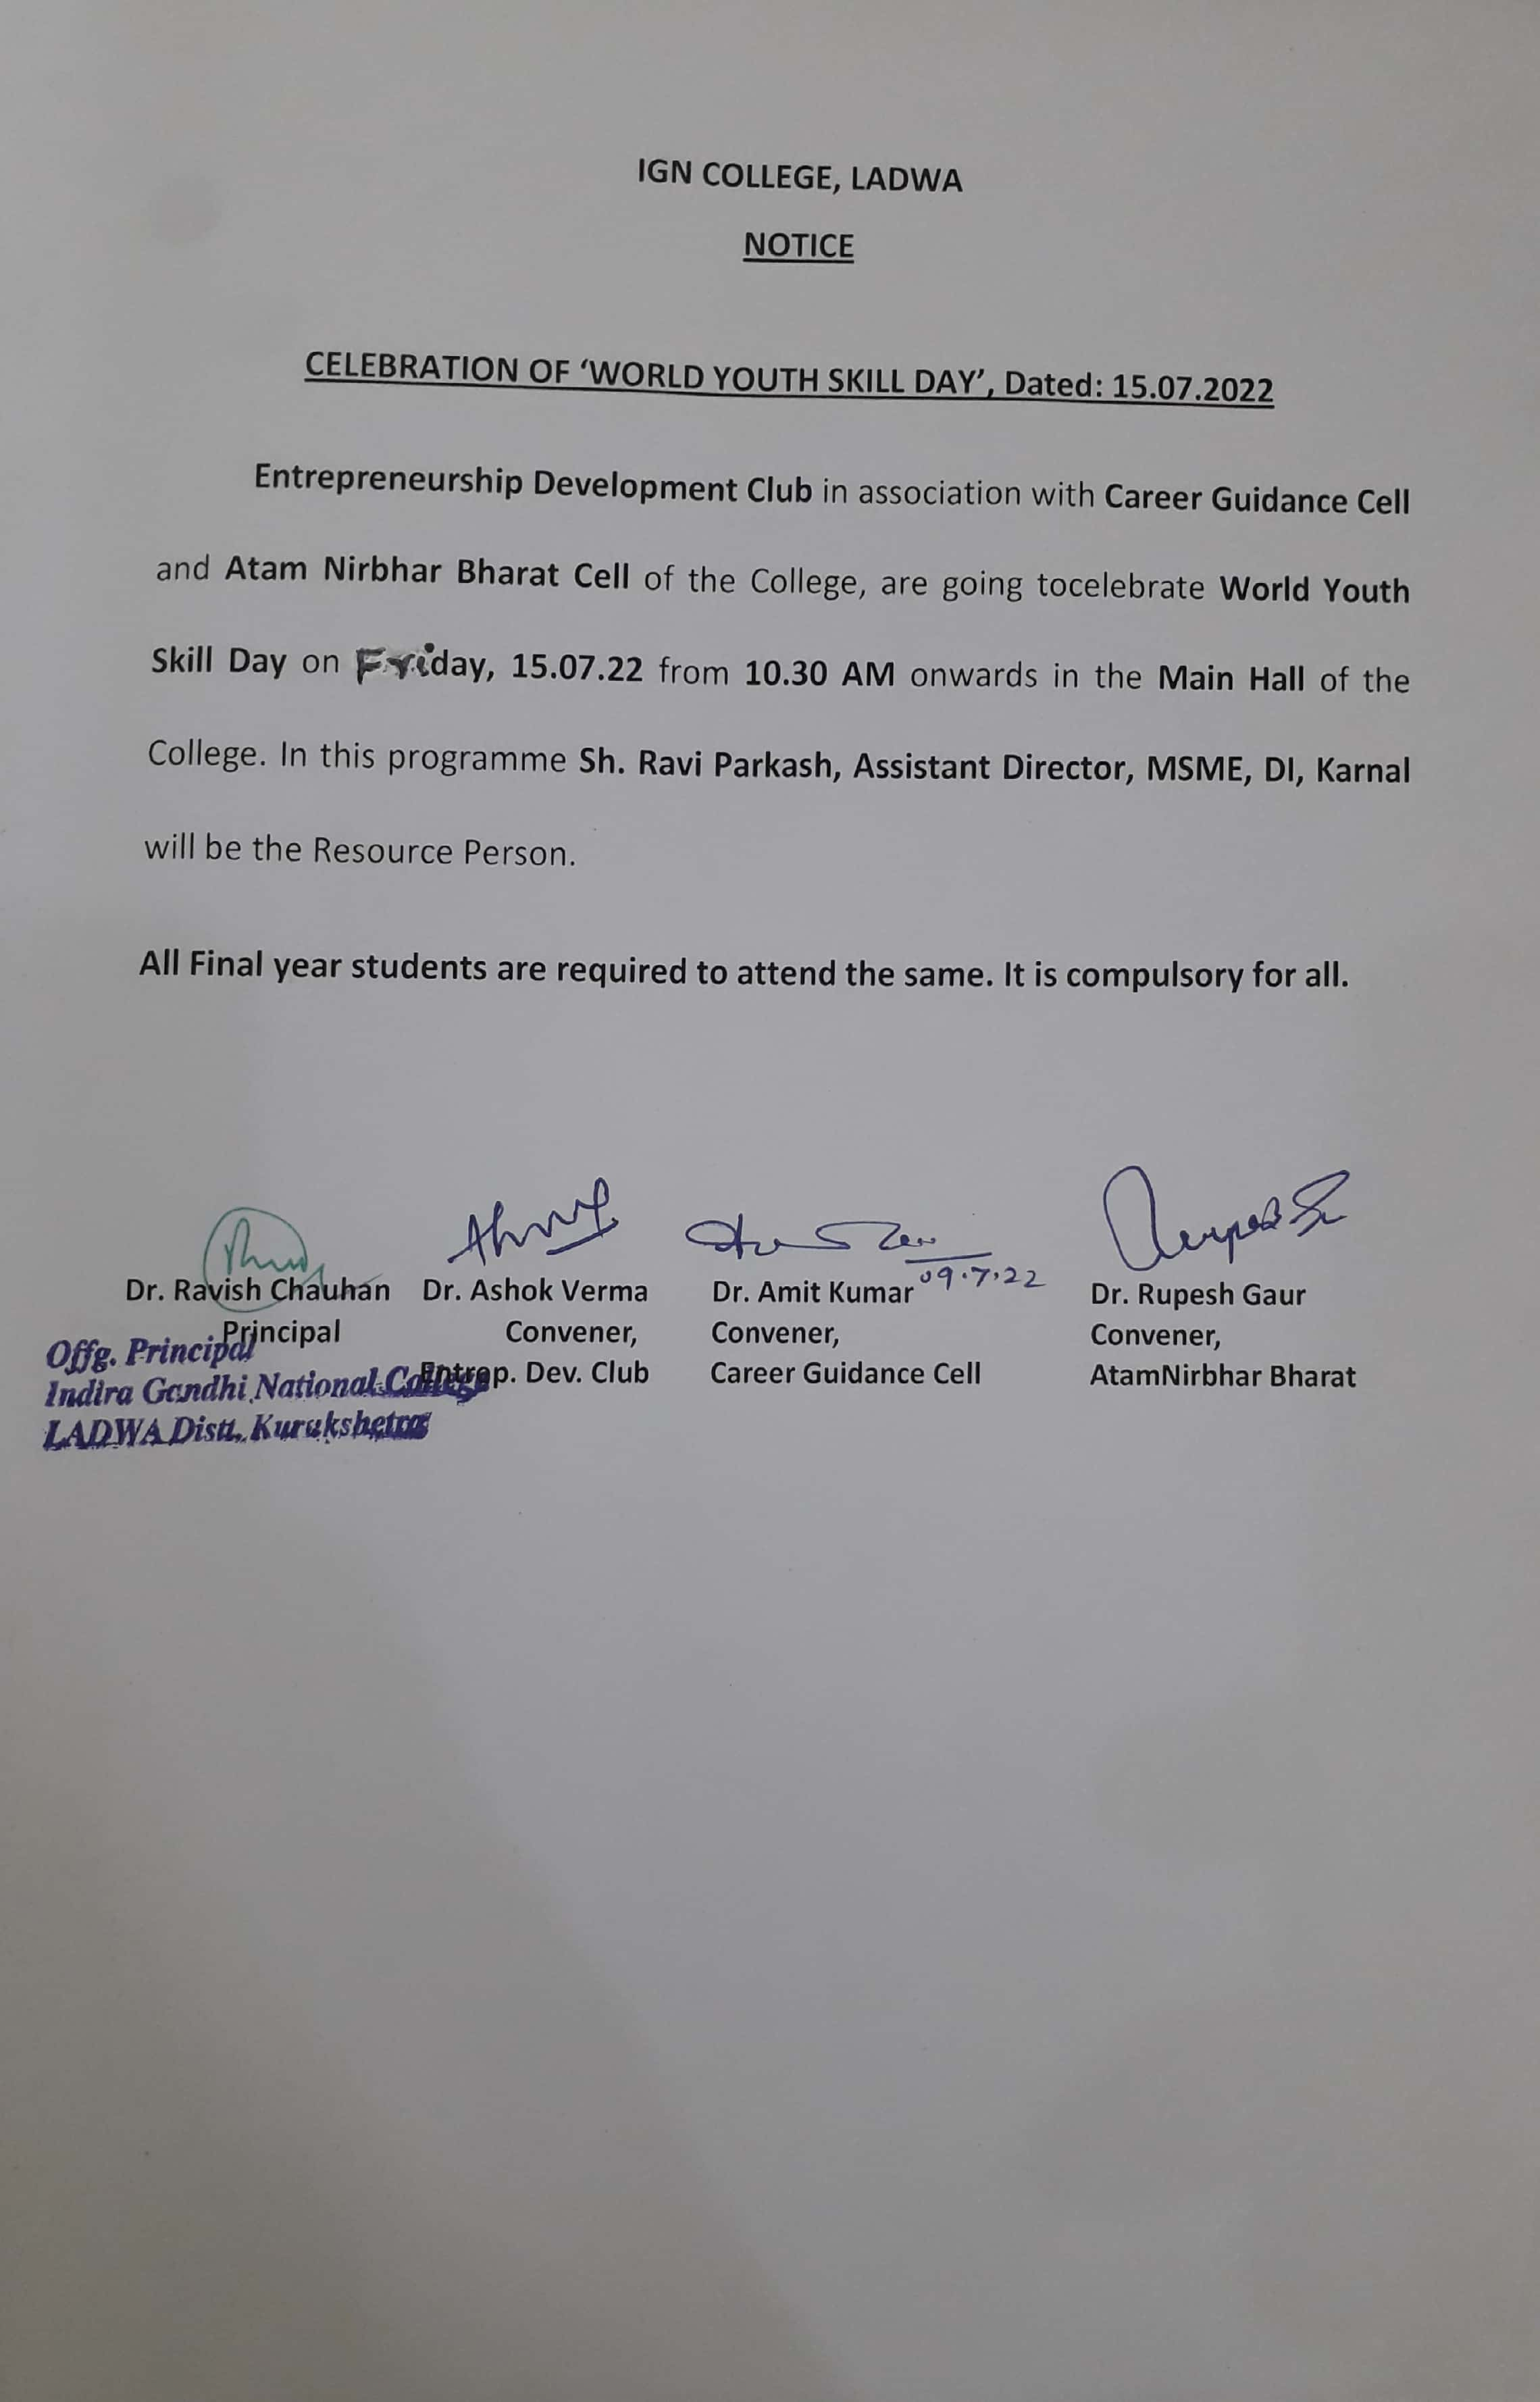 IGN COLLEGE, LADWA
NOTICE
CELEBRATION OF ‘WORLD YOUTH SKILL DAY’, Dated: 15.07.2022
Entrepreneurship Development Club in association with Career Guidance Cell
and Atam Nirbhar Bharat Cell of the College, are going tocelebrate World Youth
Skill Day on Friday, 15.07.22 from 10.30 AM onwards in the Main Hall of the
College. In this programme Sh. Ravi Parkash, Assistant Director, MSME, DI, Karnal
will be the Resource Person.
All Final year students are required to attend the same. It is compulsory for all.
09.7.22
Dr. Ravish Chauhan Dr. Ashok Verma Dr. Amit Kumar Dr. Rupesh Gaur
Principal Convener, Convener, Convener,
Entrep. Dev. Club Career Guidance Cell AtamNirbhar Bharat
Offg. Principal
Indira Gandhi National College
LADWA Distt. Kurukshetra